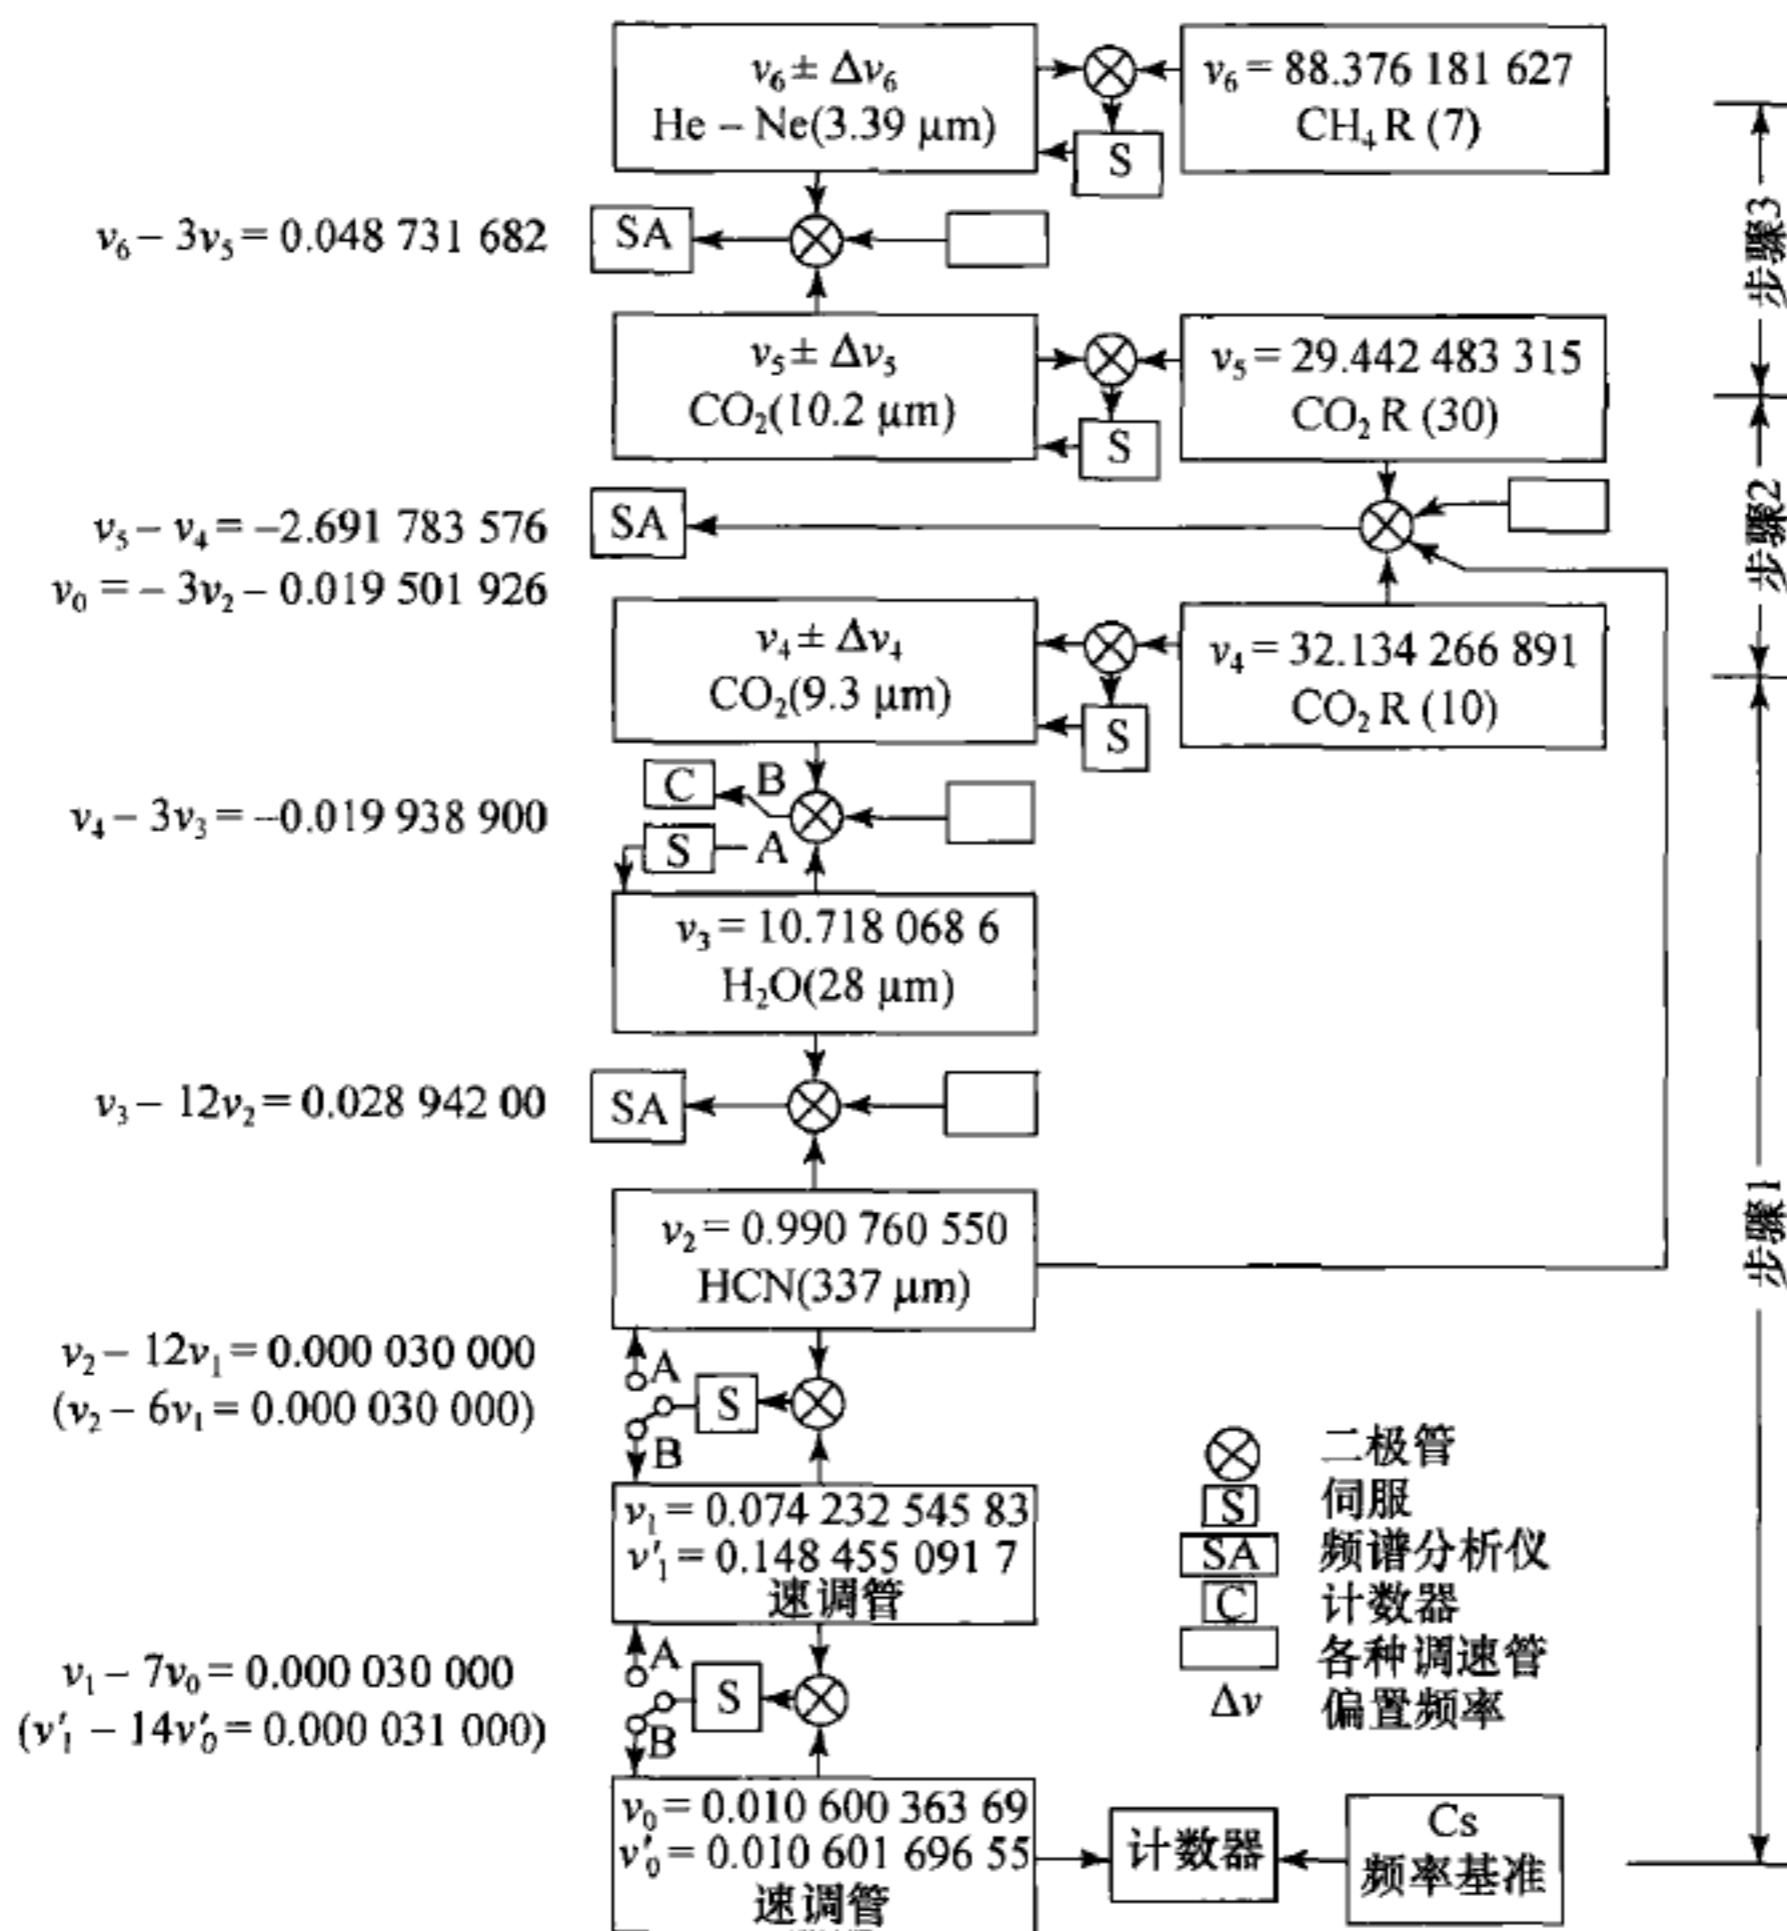 ν₆ ± Δν₆
He – Ne(3.39 μm)
ν₆ = 88.376 181 627
CH₄ R (7)
S
ν₆ – 3ν₅ = 0.048 731 682
SA
步骤3
ν₅ ± Δν₅
CO₂(10.2 μm)
ν₅ = 29.442 483 315
CO₂ R (30)
S
ν₅ – ν₄ = –2.691 783 576
SA
ν₀ = – 3ν₂ – 0.019 501 926
步骤2
ν₄ ± Δν₄
CO₂(9.3 μm)
ν₄ = 32.134 266 891
CO₂ R (10)
S
C
B
ν₄ – 3ν₃ = –0.019 938 900
S
A
ν₃ = 10.718 068 6
H₂O(28 μm)
ν₃ – 12ν₂ = 0.028 942 00
SA
ν₂ = 0.990 760 550
HCN(337 μm)
步骤1
ν₂ – 12ν₁ = 0.000 030 000
(ν₂ – 6ν₁ = 0.000 030 000)
A
S
B
ν₁ = 0.074 232 545 83
ν′₁ = 0.148 455 091 7
速调管
二极管
S 伺服
SA 频谱分析仪
C 计数器
各种调速管
Δν 偏置频率
ν₁ – 7ν₀ = 0.000 030 000
(ν′₁ – 14ν′₀ = 0.000 031 000)
A
S
B
ν₀ = 0.010 600 363 69
ν′₀ = 0.010 601 696 55
速调管
计数器
Cs
频率基准